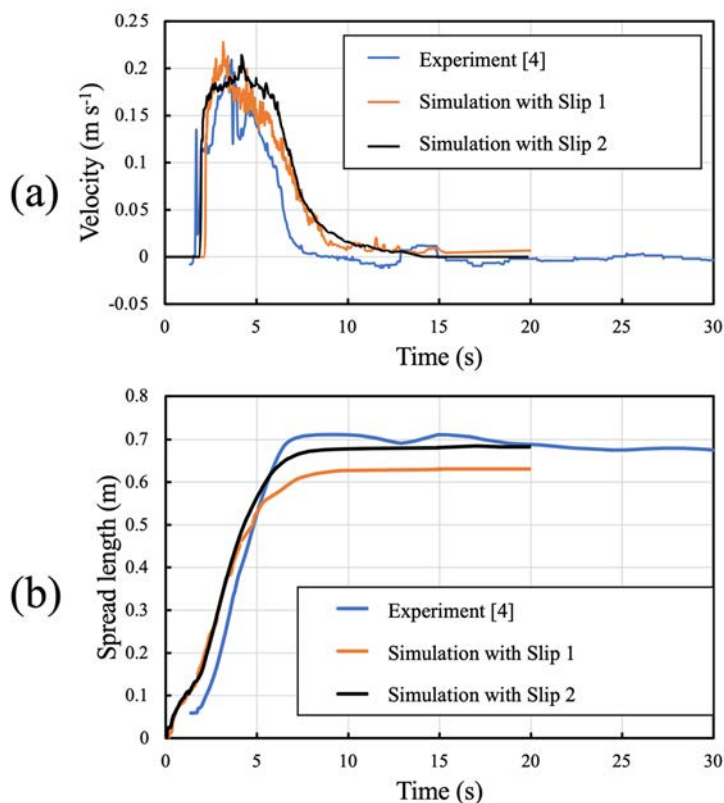 (a)
Velocity (m s⁻¹)
0.25
0.2
0.15
0.1
0.05
0
-0.05
Experiment [4]
Simulation with Slip 1
Simulation with Slip 2
0 5 10 15 20 25 30
Time (s)
(b)
Spread length (m)
0.8
0.7
0.6
0.5
0.4
0.3
0.2
0.1
0
Experiment [4]
Simulation with Slip 1
Simulation with Slip 2
0 5 10 15 20 25 30
Time (s)